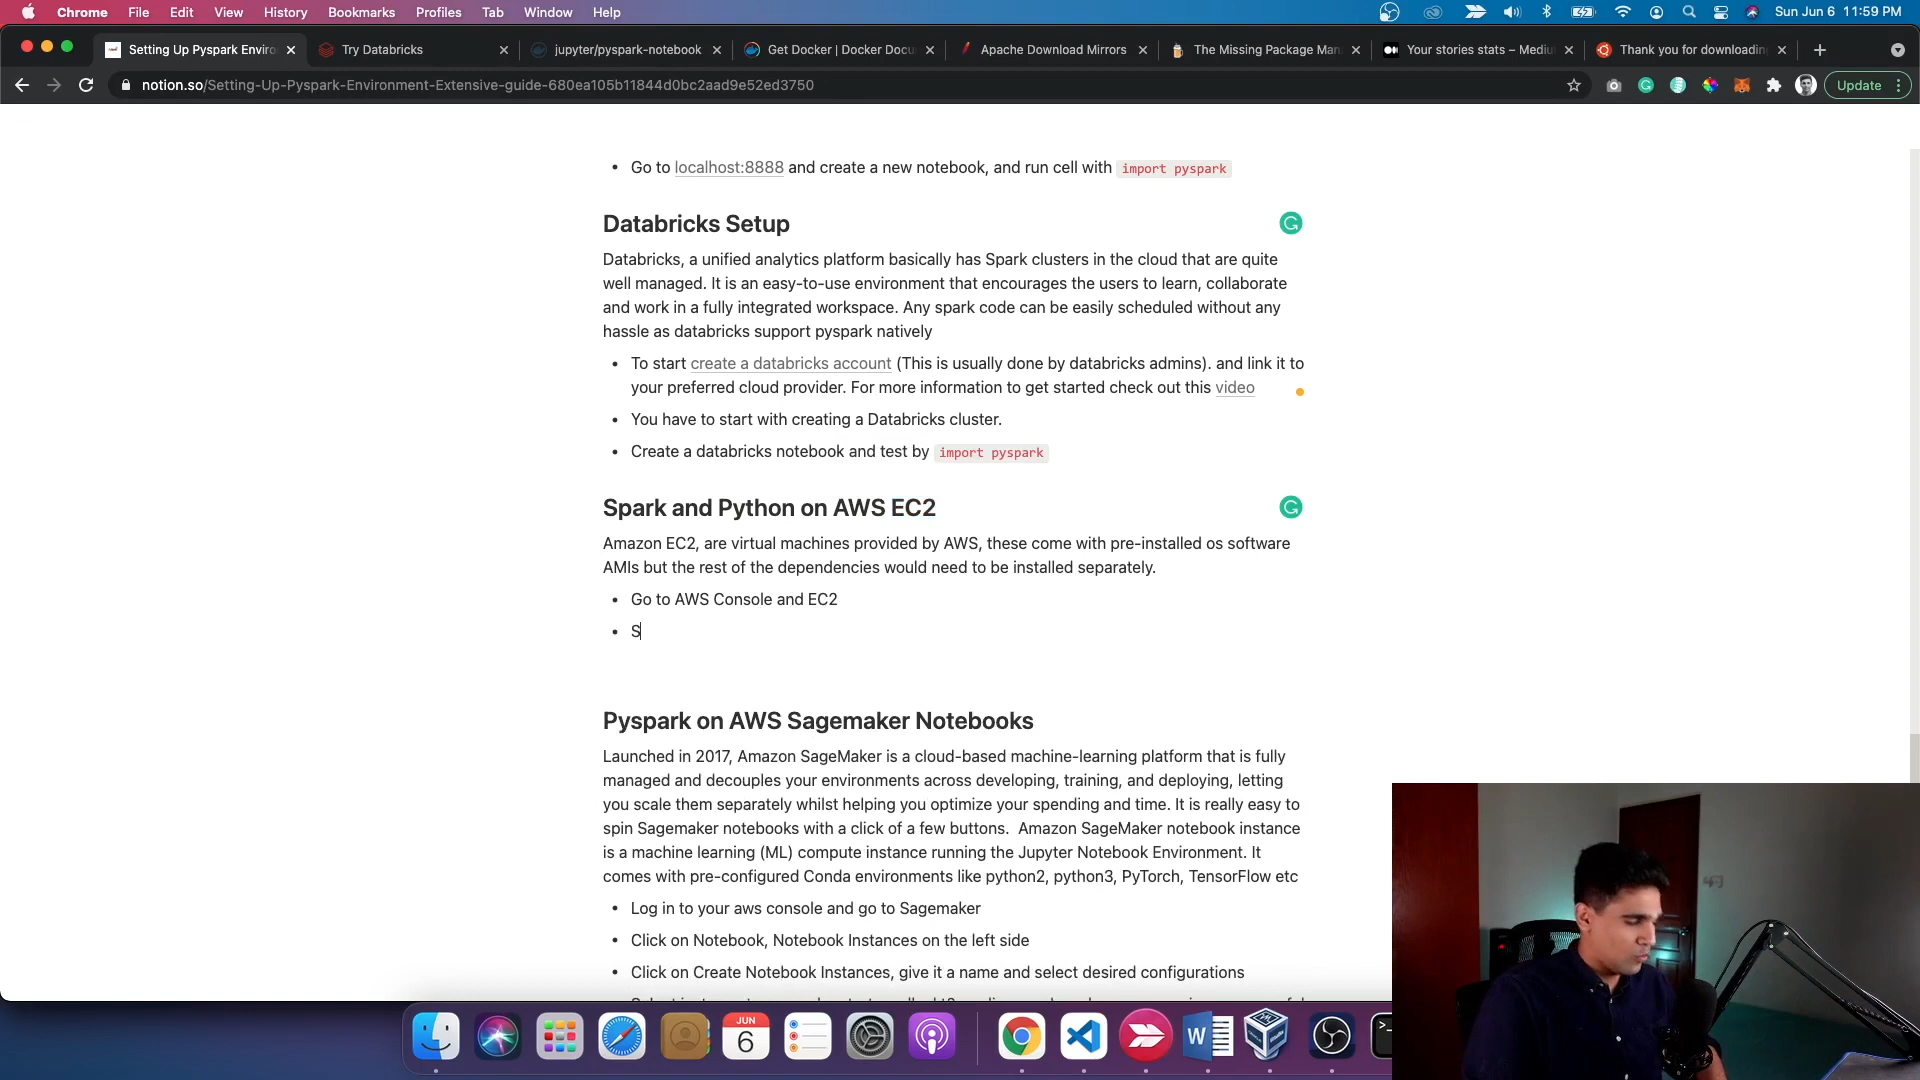 Chrome File Edit View History Bookmarks Profiles Tab Window Help Sun Jun 6 11:59 PM
Setting Up Pyspark Enviro Try Databricks jupyter/pyspark-notebook Get Docker | Docker Docu Apache Download Mirrors The Missing Package Man Your stories stats – Mediu Thank you for downloadin
notion.so/Setting-Up-Pyspark-Environment-Extensive-guide-680ea105b11844d0bc2aad9e52ed3750 Update
• Go to localhost:8888 and create a new notebook, and run cell with import pyspark
Databricks Setup
Databricks, a unified analytics platform basically has Spark clusters in the cloud that are quite
well managed. It is an easy-to-use environment that encourages the users to learn, collaborate
and work in a fully integrated workspace. Any spark code can be easily scheduled without any
hassle as databricks support pyspark natively
• To start create a databricks account (This is usually done by databricks admins). and link it to
your preferred cloud provider. For more information to get started check out this video
• You have to start with creating a Databricks cluster.
• Create a databricks notebook and test by import pyspark
Spark and Python on AWS EC2
Amazon EC2, are virtual machines provided by AWS, these come with pre-installed os software
AMIs but the rest of the dependencies would need to be installed separately.
• Go to AWS Console and EC2
• S
Pyspark on AWS Sagemaker Notebooks
Launched in 2017, Amazon SageMaker is a cloud-based machine-learning platform that is fully
managed and decouples your environments across developing, training, and deploying, letting
you scale them separately whilst helping you optimize your spending and time. It is really easy to
spin Sagemaker notebooks with a click of a few buttons. Amazon SageMaker notebook instance
is a machine learning (ML) compute instance running the Jupyter Notebook Environment. It
comes with pre-configured Conda environments like python2, python3, PyTorch, TensorFlow etc
• Log in to your aws console and go to Sagemaker
• Click on Notebook, Notebook Instances on the left side
• Click on Create Notebook Instances, give it a name and select desired configurations
JUN
6